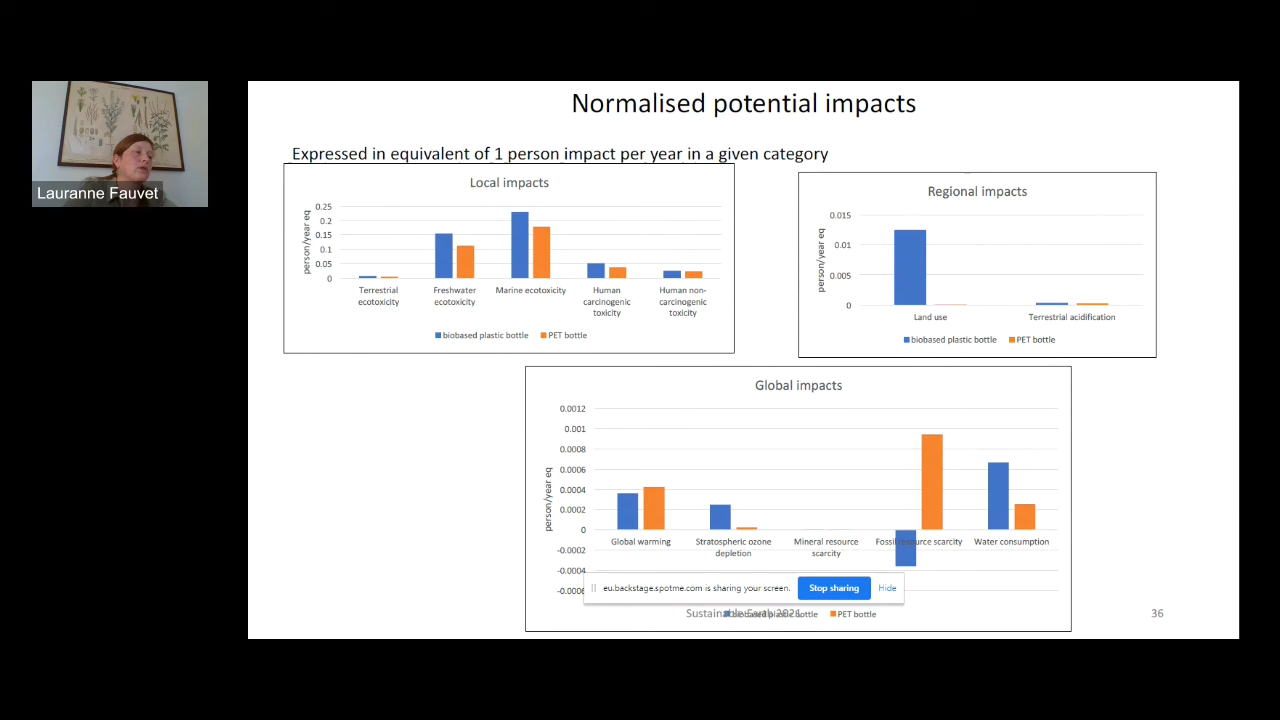 Lauranne Fauvet
Normalised potential impacts
Expressed in equivalent of 1 person impact per year in a given category
Local impacts
person/year eq
0.25
0.2
0.15
0.1
0.05
0
Terrestrial
ecotoxicity
Freshwater
ecotoxicity
Marine ecotoxicity
Human
carcinogenic
toxicity
Human non-
carcinogenic
toxicity
biobased plastic bottle
PET bottle
Regional impacts
person/year eq
0.015
0.01
0.005
0
Land use
Terrestrial acidification
biobased plastic bottle
PET bottle
Global impacts
person/year eq
0.0012
0.001
0.0008
0.0006
0.0004
0.0002
0
-0.0002
-0.0004
-0.0006
Global warming
Stratospheric ozone
depletion
Mineral resource
scarcity
Fossil resource scarcity
Water consumption
eu.backstage.spotme.com is sharing your screen.
Stop sharing
Hide
Sustainable Earth 2021
biobased plastic bottle
PET bottle
36